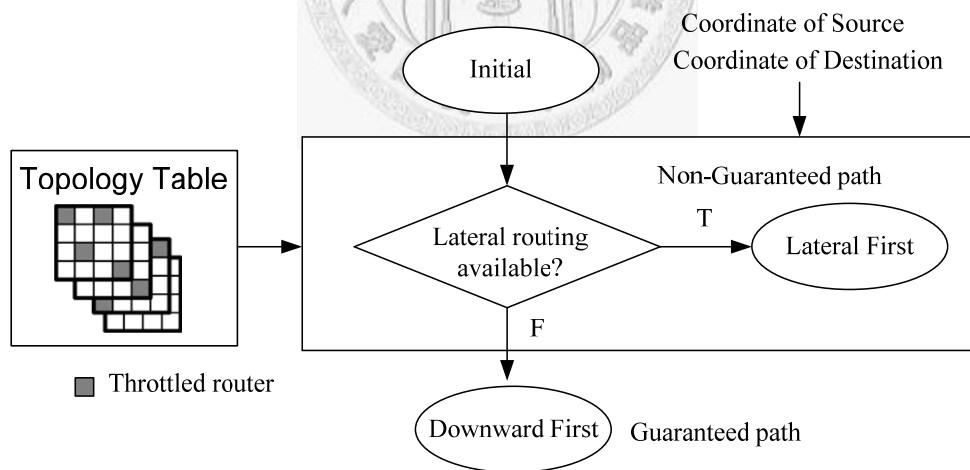 Coordinate of Source
Coordinate of Destination
Initial
Topology Table
Non-Guaranteed path
Lateral routing
available?
T
Lateral First
F
Throttled router
Downward First
Guaranteed path